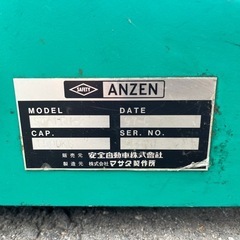 SAFETY ANZEN
MODEL DATE
CAP. SER. NO.
販売元 安全自動車株式会社
製造元 株式会社 マサダ製作所